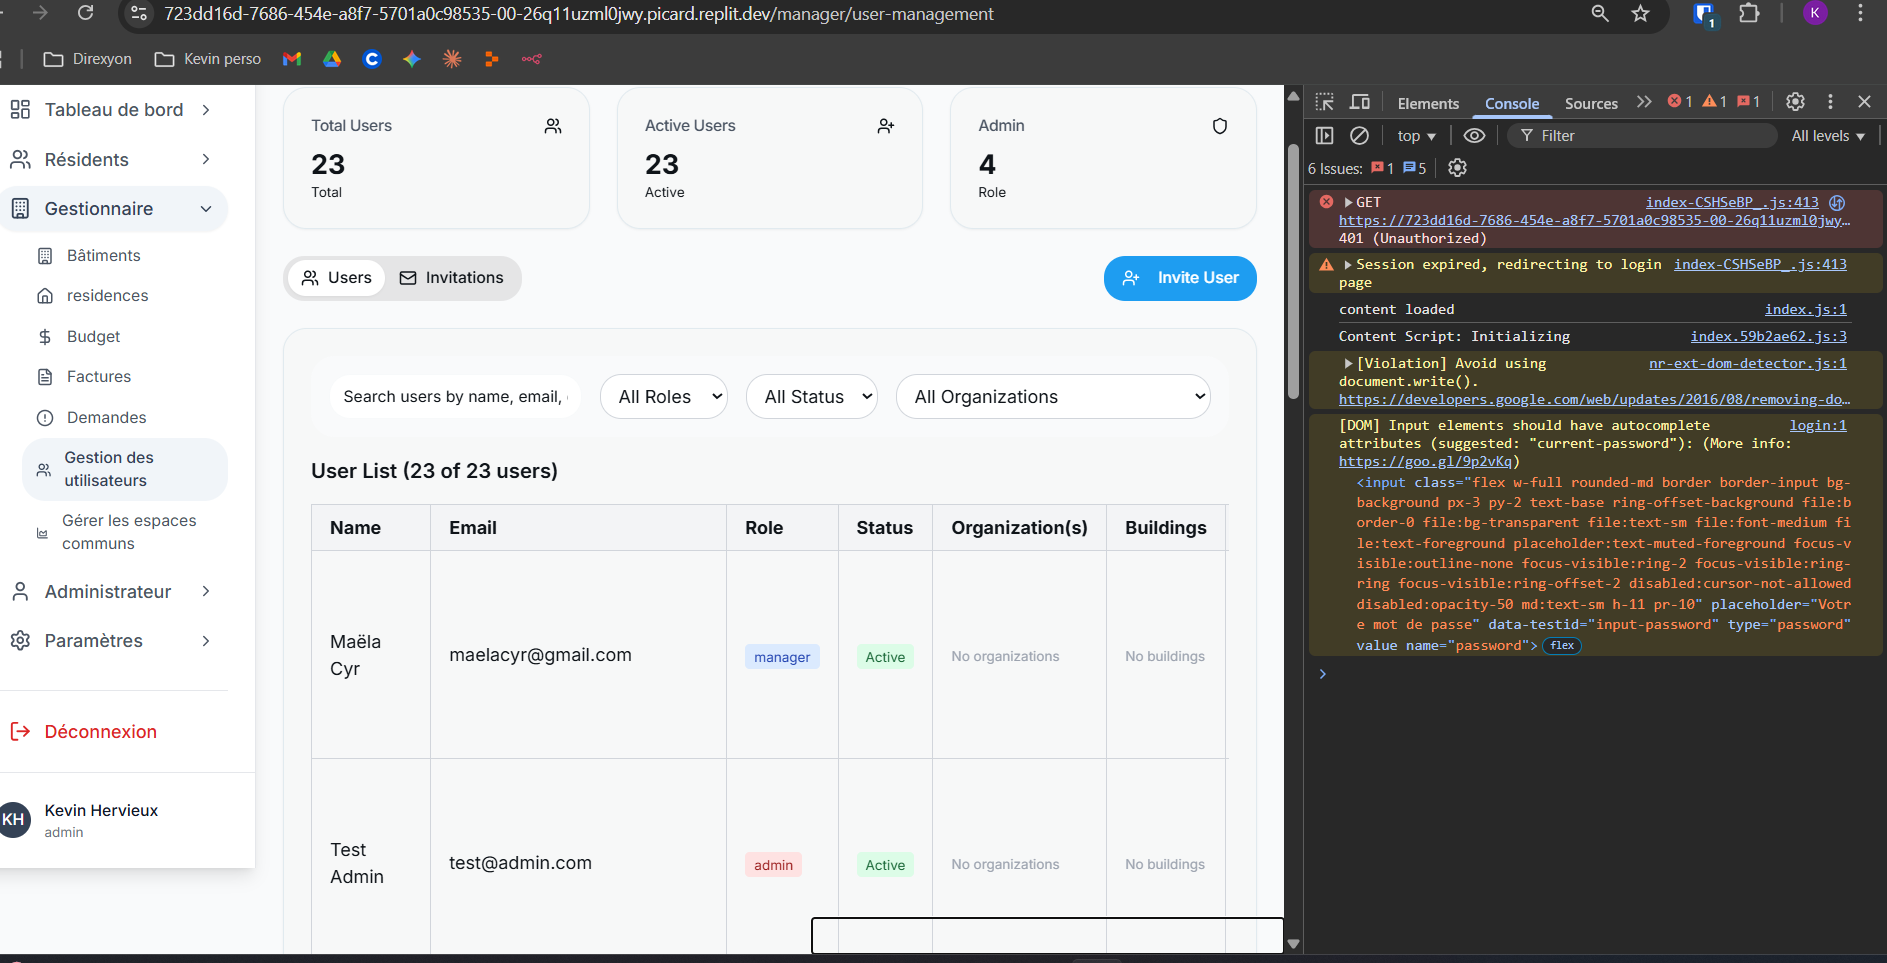 723dd16d-7686-454e-a8f7-5701a0c98535-00-26q11uzml0jwy.picard.replit.dev/manager/user-management
1
K
Direxyon
Kevin perso
Tableau de bord
Résidents
Gestionnaire
Bâtiments
residences
Budget
Factures
Demandes
Gestion des
utilisateurs
Gérer les espaces
communs
Administrateur
Paramètres
Déconnexion
KH
Kevin Hervieux
admin
Total Users
23
Total
Active Users
23
Active
Admin
4
Role
Users
Invitations
Invite User
Search users by name, email,
All Roles
All Status
All Organizations
User List (23 of 23 users)
Name Email Role Status Organization(s) Buildings
Maëla
Cyr
maelacyr@gmail.com
manager
Active
No organizations
No buildings
Test
Admin
test@admin.com
admin
Active
No organizations
No buildings
Elements Console Sources 1 1 1
top Filter All levels
6 Issues: 1 5
GET index-CSHSeBP_.js:413
https://723dd16d-7686-454e-a8f7-5701a0c98535-00-26q11uzml0jwy…
401 (Unauthorized)
Session expired, redirecting to login index-CSHSeBP_.js:413
page
content loaded index.js:1
Content Script: Initializing index.59b2ae62.js:3
[Violation] Avoid using nr-ext-dom-detector.js:1
document.write().
https://developers.google.com/web/updates/2016/08/removing-do…
[DOM] Input elements should have autocomplete login:1
attributes (suggested: "current-password"): (More info:
https://goo.gl/9p2vKq)
<input class="flex w-full rounded-md border border-input bg-
background px-3 py-2 text-base ring-offset-background file:b
order-0 file:bg-transparent file:text-sm file:font-medium fi
le:text-foreground placeholder:text-muted-foreground focus-v
isible:outline-none focus-visible:ring-2 focus-visible:ring-
ring focus-visible:ring-offset-2 disabled:cursor-not-allowed
disabled:opacity-50 md:text-sm h-11 pr-10" placeholder="Votr
e mot de passe" data-testid="input-password" type="password"
value name="password"> flex